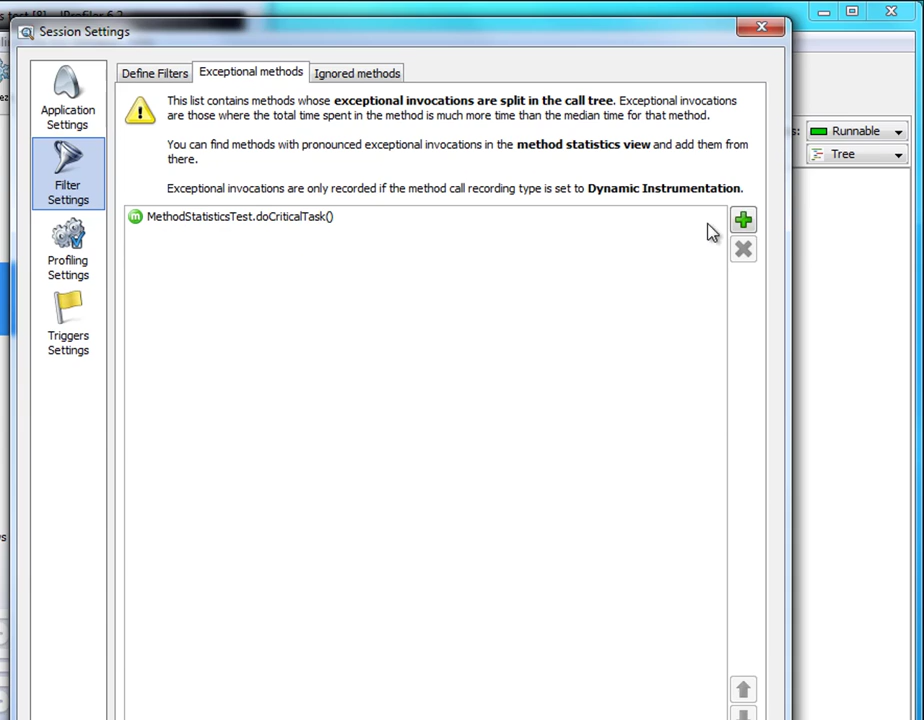 Session Settings
Define Filters
Exceptional methods
Ignored methods
Application
Settings
Filter
Settings
Profiling
Settings
Triggers
Settings
This list contains methods whose exceptional invocations are split in the call tree. Exceptional invocations
are those where the total time spent in the method is much more time than the median time for that method.
You can find methods with pronounced exceptional invocations in the method statistics view and add them from
there.
Exceptional invocations are only recorded if the method call recording type is set to Dynamic Instrumentation.
m MethodStatisticsTest.doCriticalTask()
Runnable
Tree